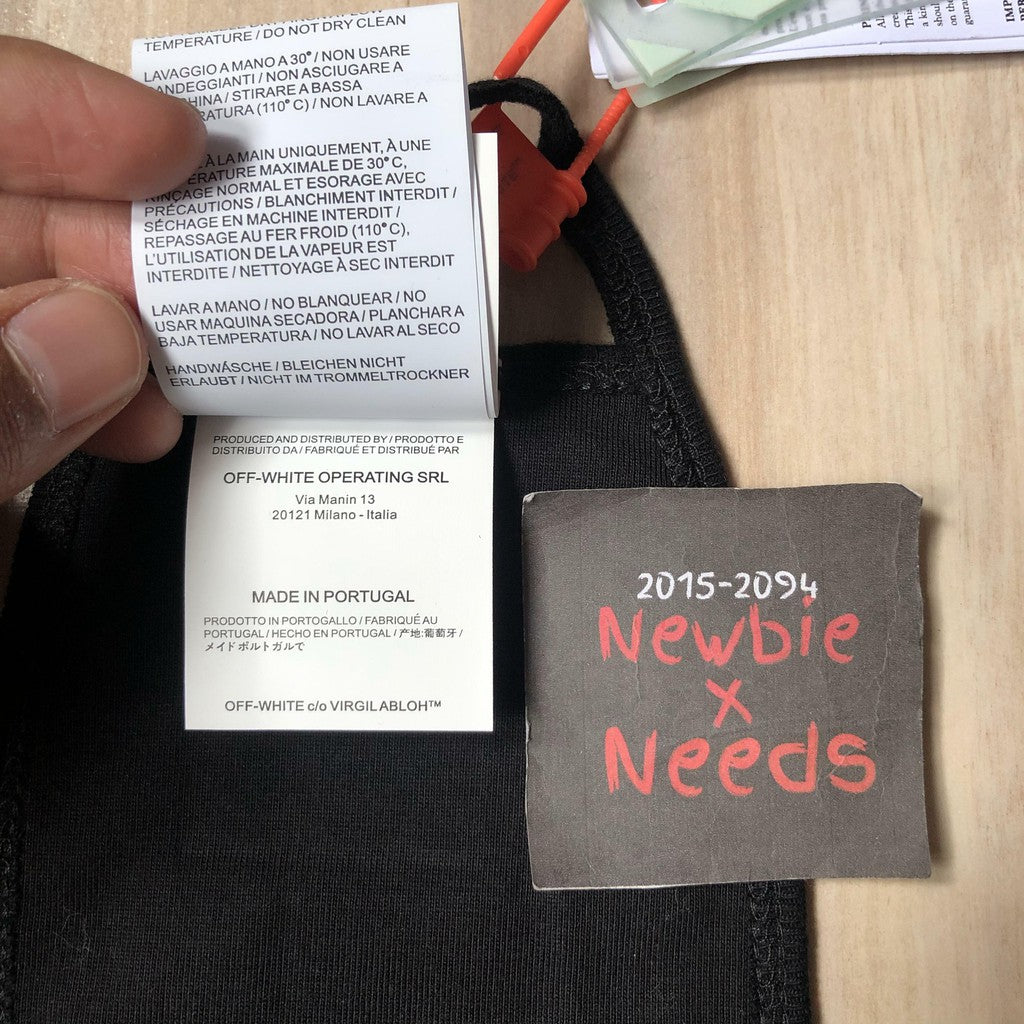 TEMPERATURE / DO NOT DRY CLEAN
LAVAGGIO A MANO A 30° / NON USARE
CANDEGGIANTI / NON ASCIUGARE A
/ STIRARE A BASSA
(110°C) / NON LAVARE A
À LA MAIN UNIQUEMENT, À UNE
MAXIMALE DE 30°C,
RINÇAGE NORMAL ET ESORAGE AVEC
PRÉCAUTIONS / BLANCHIMENT INTERDIT /
SÉCHAGE EN MACHINE INTERDIT /
REPASSAGE AU FER FROID (110°C),
L'UTILISATION DE LA VAPEUR EST
INTERDITE / NETTOYAGE À SEC INTERDIT
LAVAR A MANO / NO BLANQUEAR / NO
USAR MAQUINA SECADORA / PLANCHAR A
BAJA TEMPERATURA / NO LAVAR AL SECO
HANDWÄSCHE / BLEICHEN NICHT
ERLAUBT / NICHT IM TROMMELTROCKNER
PRODUCED AND DISTRIBUTED BY / PRODOTTO E
DISTRIBUITO DA / FABRIQUÉ ET DISTRIBUÉ PAR
OFF-WHITE OPERATING SRL
Via Manin 13
20121 Milano - Italia
MADE IN PORTUGAL
PRODOTTO IN PORTOGALLO / FABRIQUÉ AU
PORTUGAL / HECHO EN PORTUGAL / 产地:葡萄牙 /
メイド ポルトガルで
OFF-WHITE c/o VIRGIL ABLOH™
2015-2094
Newbie
x
Needs